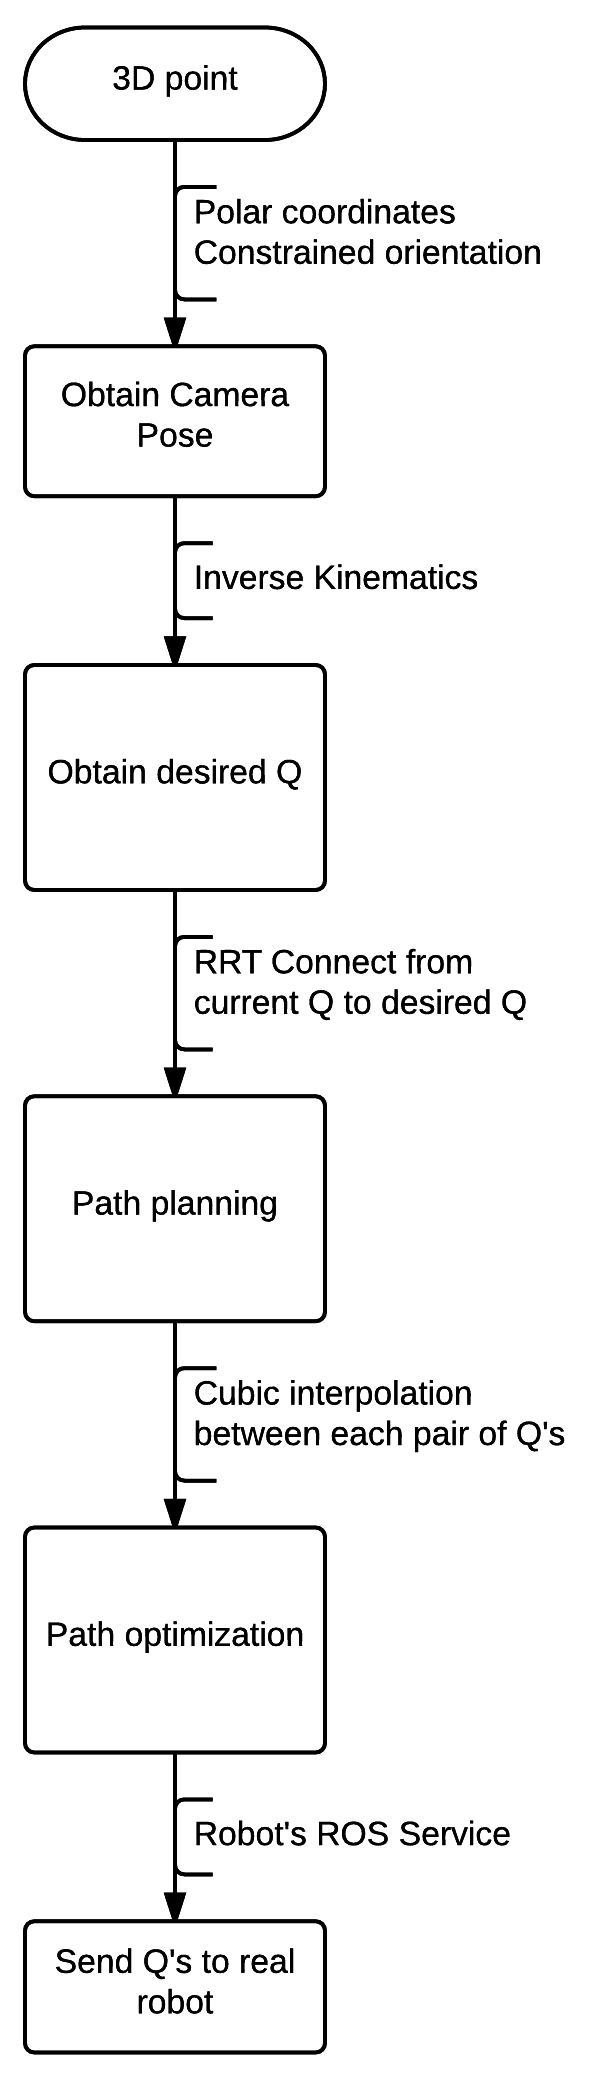 3D point
Polar coordinates
Constrained orientation
Obtain Camera
Pose
Inverse Kinematics
Obtain desired Q
RRT Connect from
current Q to desired Q
Path planning
Cubic interpolation
between each pair of Q's
Path optimization
Robot's ROS Service
Send Q's to real
robot